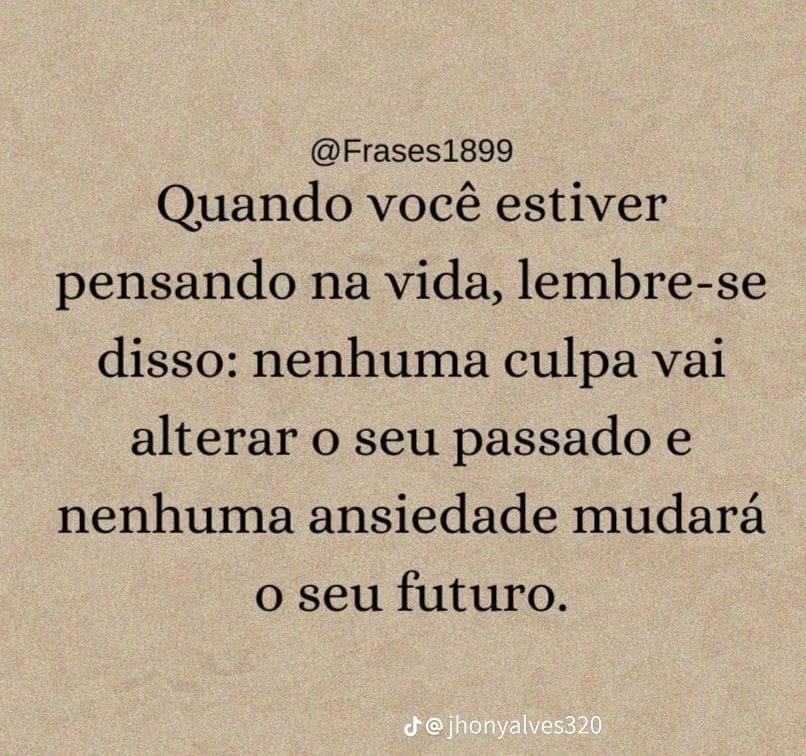 @Frases1899
Quando você estiver
pensando na vida, lembre-se
disso: nenhuma culpa vai
alterar o seu passado e
nenhuma ansiedade mudará
o seu futuro.
@jhonyalves320